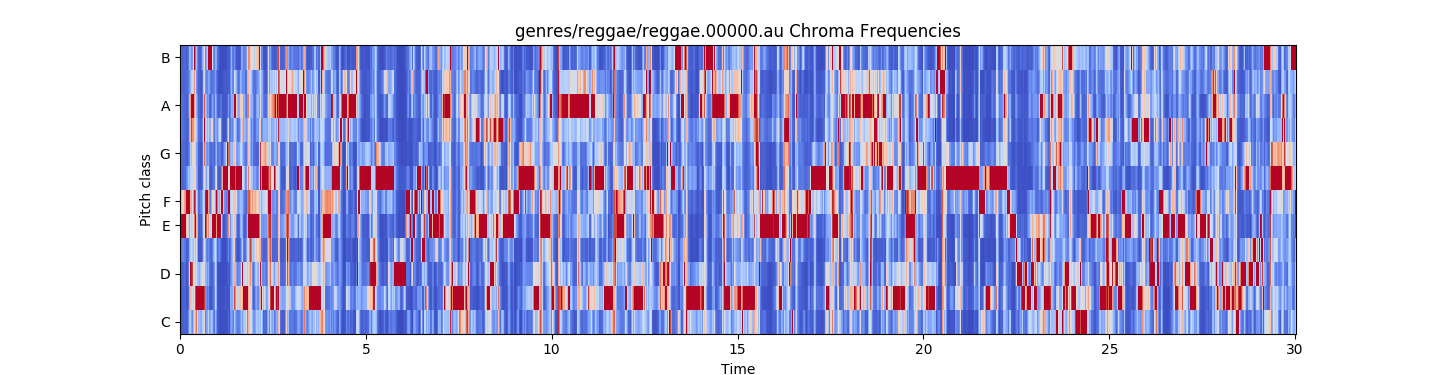 genres/reggae/reggae.00000.au Chroma Frequencies
Pitch class
B
A
G
F
E
D
C
0
5
10
15
20
25
30
Time